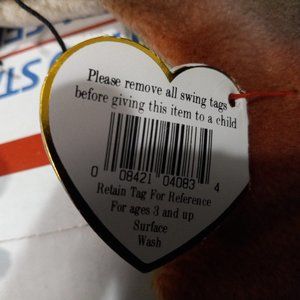 Please remove all swing tags
before giving this item to a child
0 08421 04083 4
Retain Tag For Reference
For ages 3 and up
Surface
Wash